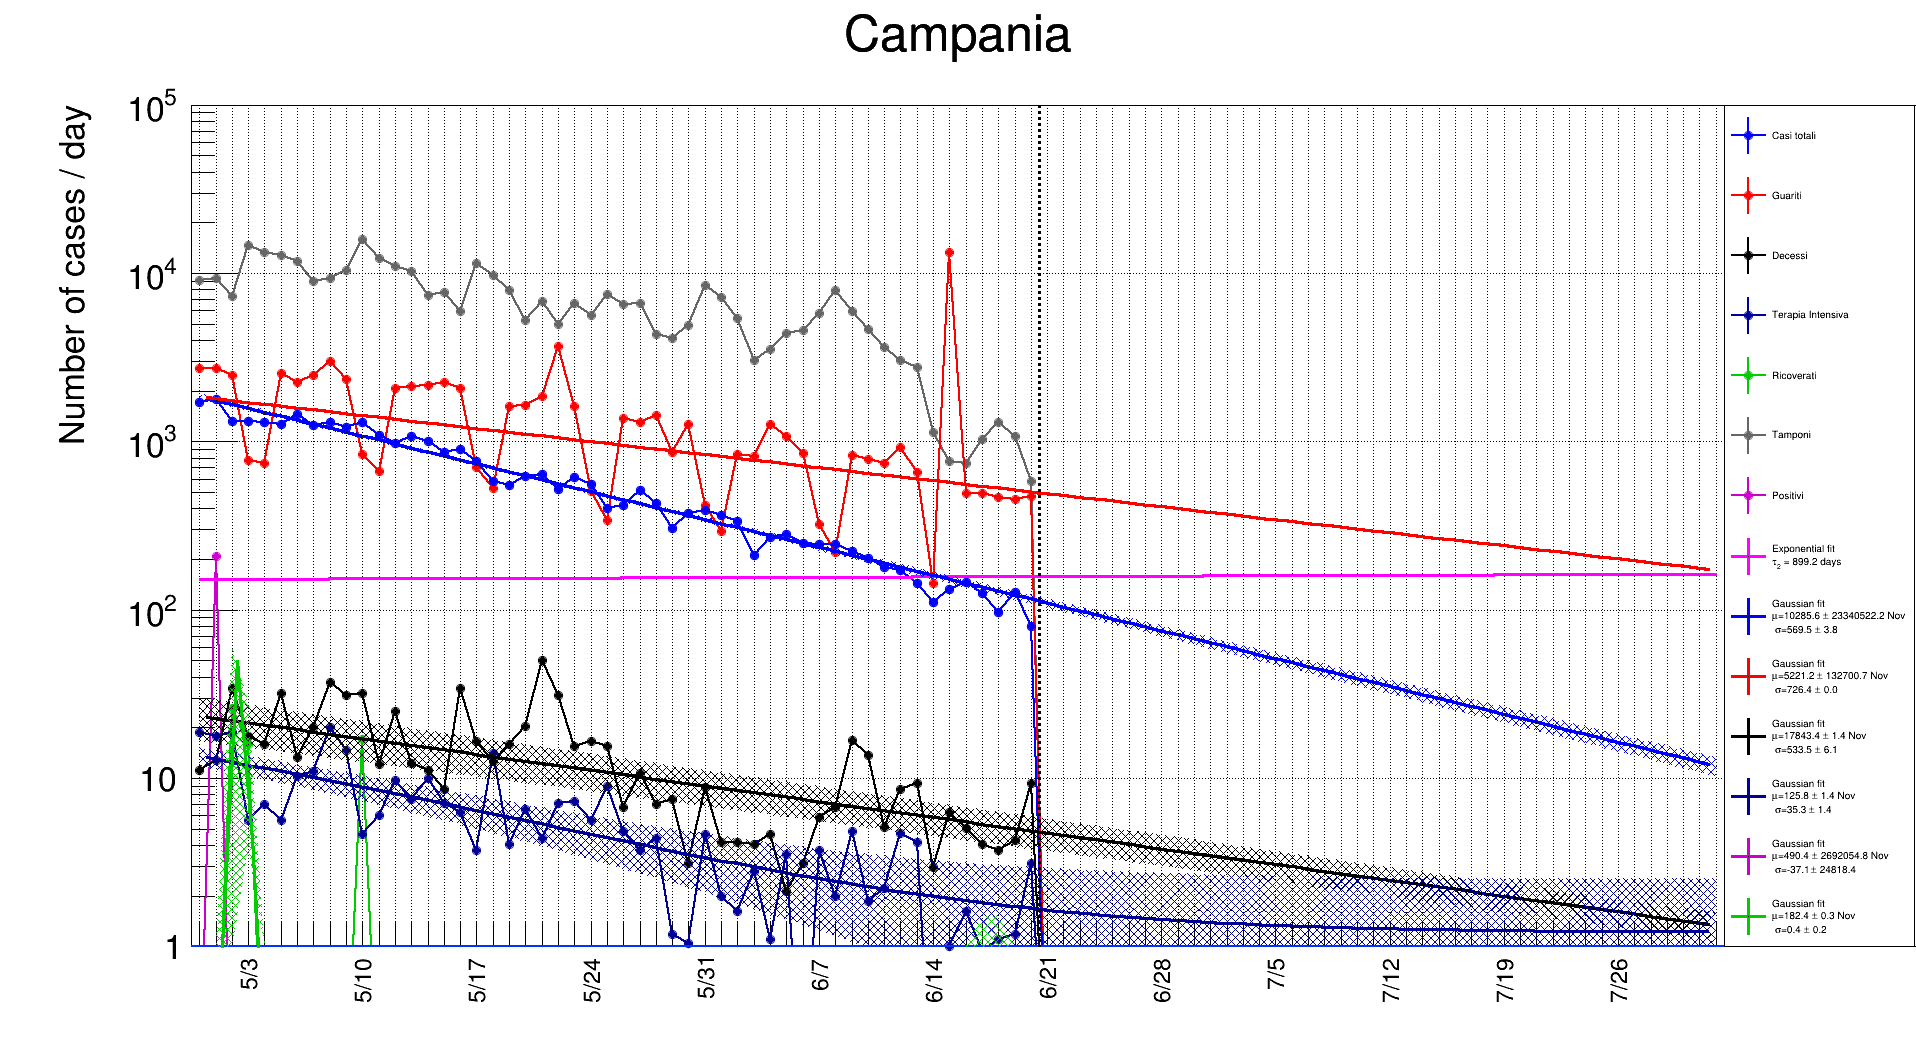 Campania
Number of cases / day
10^5
10^4
10^3
10^2
10
1
5/3
5/10
5/17
5/24
5/31
6/7
6/14
6/21
6/28
7/5
7/12
7/19
7/26
Casi totali
Guariti
Decessi
Terapia Intensiva
Ricoverati
Tamponi
Positivi
Exponential fit
τ₂ = 899.2 days
Gaussian fit
μ=10285.6 ± 23340522.2 Nov
σ=569.5 ± 3.8
Gaussian fit
μ=5221.2 ± 132700.7 Nov
σ=726.4 ± 0.0
Gaussian fit
μ=17843.4 ± 1.4 Nov
σ=533.5 ± 6.1
Gaussian fit
μ=125.8 ± 1.4 Nov
σ=35.3 ± 1.4
Gaussian fit
μ=490.4 ± 2692054.8 Nov
σ=-37.1 ± 24818.4
Gaussian fit
μ=182.4 ± 0.3 Nov
σ=0.4 ± 0.2